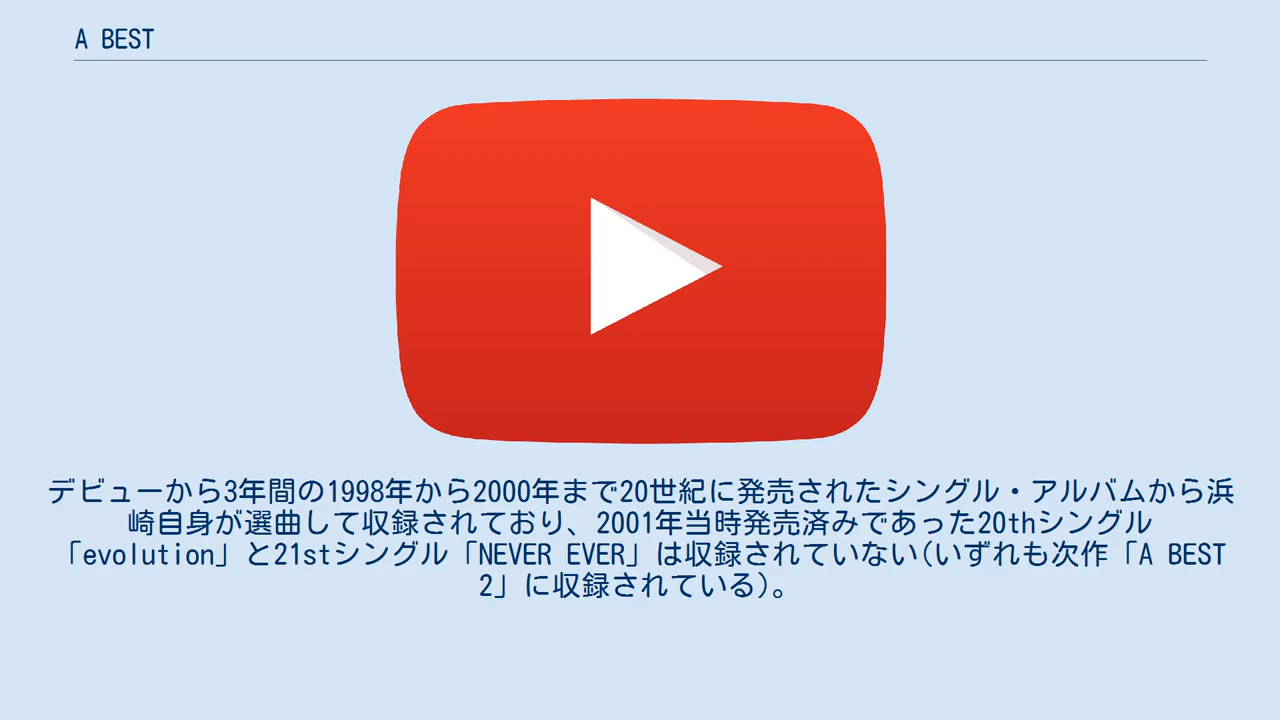 A BEST
デビューから3年間の1998年から2000年まで20世紀に発売されたシングル・アルバムから浜
崎自身が選曲して収録されており、2001年当時発売済みであった20thシングル
「evolution」と21stシングル「NEVER EVER」は収録されていない(いずれも次作「A BEST
2」に収録されている)。